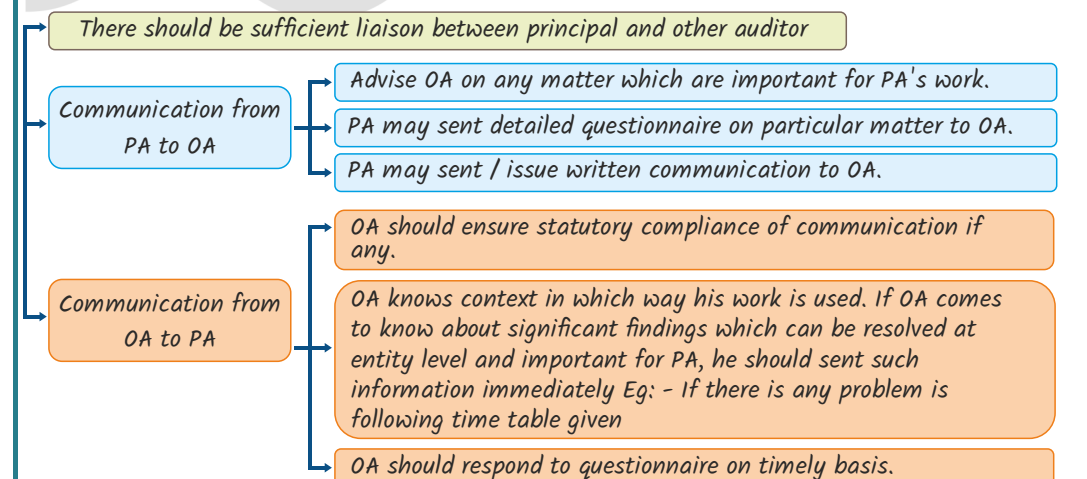 There should be sufficient liaison between principal and other auditor
Communication from
PA to OA
Advise OA on any matter which are important for PA's work.
PA may sent detailed questionnaire on particular matter to OA.
PA may sent / issue written communication to OA.
Communication from
OA to PA
OA should ensure statutory compliance of communication if
any.
OA knows context in which way his work is used. If OA comes
to know about significant findings which can be resolved at
entity level and important for PA, he should sent such
information immediately Eg: - If there is any problem is
following time table given
OA should respond to questionnaire on timely basis.